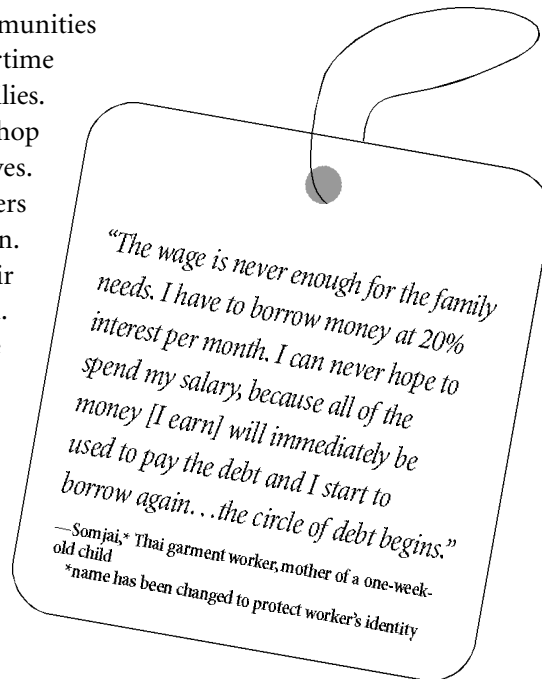 munities
rtime
lies.
hop
ves.
ers
n.
ir
.
“The wage is never enough for the family
needs. I have to borrow money at 20%
interest per month. I can never hope to
spend my salary, because all of the
money [I earn] will immediately be
used to pay the debt and I start to
borrow again…the circle of debt begins.”
—Somjai,* Thai garment worker, mother of a one-week-
old child
*name has been changed to protect worker’s identity